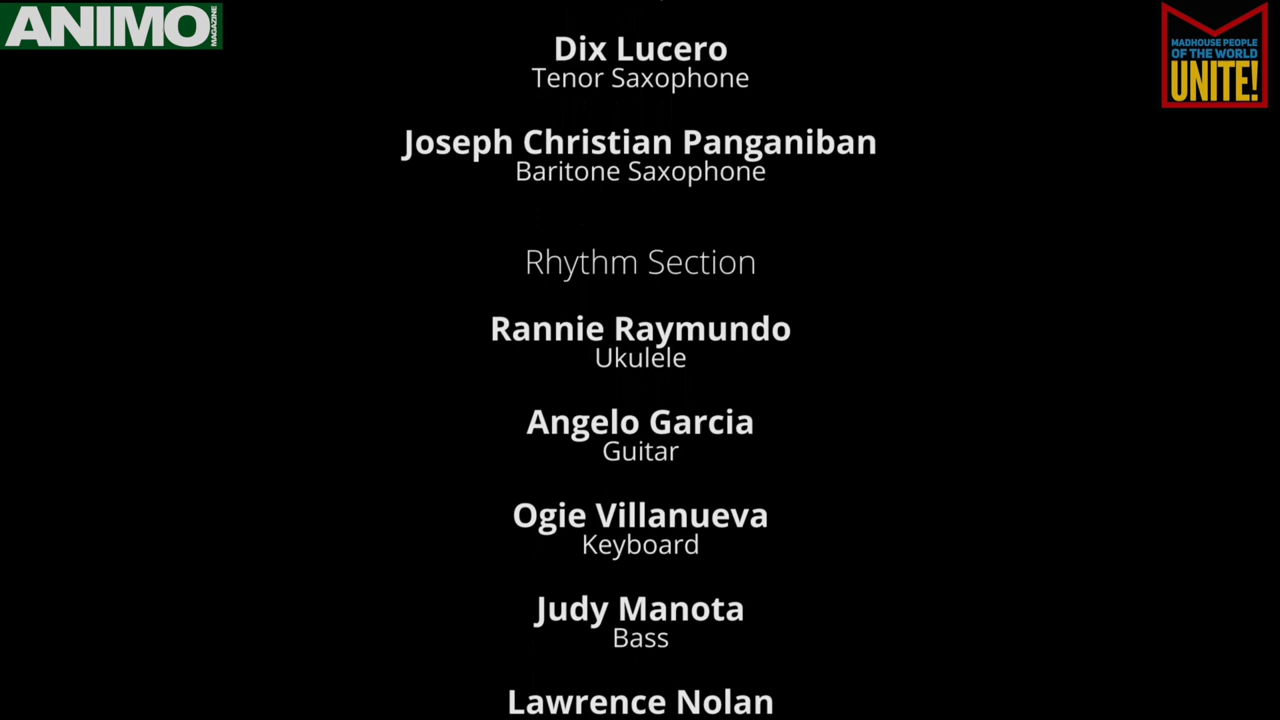 ANIMO
MAGAZINE
MADHOUSE PEOPLE
OF THE WORLD
UNITE!
Dix Lucero
Tenor Saxophone
Joseph Christian Panganiban
Baritone Saxophone
Rhythm Section
Rannie Raymundo
Ukulele
Angelo Garcia
Guitar
Ogie Villanueva
Keyboard
Judy Manota
Bass
Lawrence Nolan